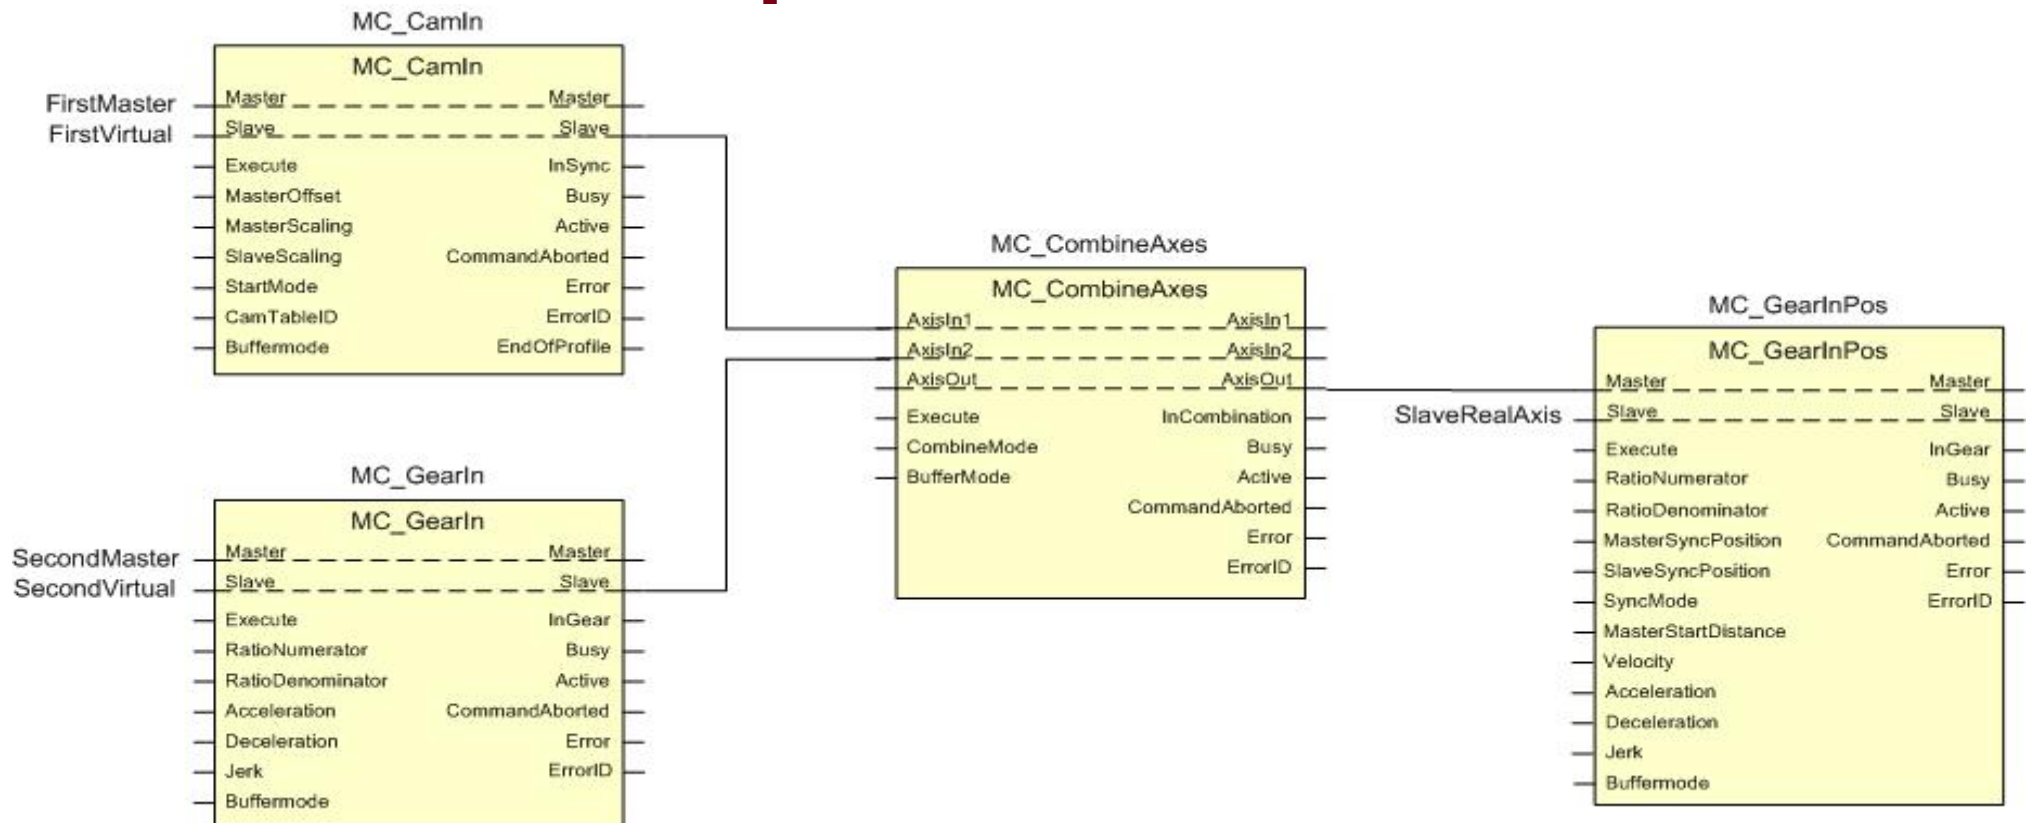 MC_CamIn
MC_CamIn
FirstMaster
Master Master
FirstVirtual
Slave Slave
Execute InSync
MasterOffset Busy
MasterScaling Active
SlaveScaling CommandAborted
StartMode Error
CamTableID ErrorID
Buffermode EndOfProfile
MC_GearIn
MC_GearIn
SecondMaster
Master Master
SecondVirtual
Slave Slave
Execute InGear
RatioNumerator Busy
RatioDenominator Active
Acceleration CommandAborted
Deceleration Error
Jerk ErrorID
Buffermode
MC_CombineAxes
MC_CombineAxes
AxisIn1 AxisIn1
AxisIn2 AxisIn2
AxisOut AxisOut
Execute InCombination
CombineMode Busy
BufferMode Active
CommandAborted
Error
ErrorID
MC_GearInPos
MC_GearInPos
Master Master
SlaveRealAxis
Slave Slave
Execute InGear
RatioNumerator Busy
RatioDenominator Active
MasterSyncPosition CommandAborted
SlaveSyncPosition Error
SyncMode ErrorID
MasterStartDistance
Velocity
Acceleration
Deceleration
Jerk
Buffermode